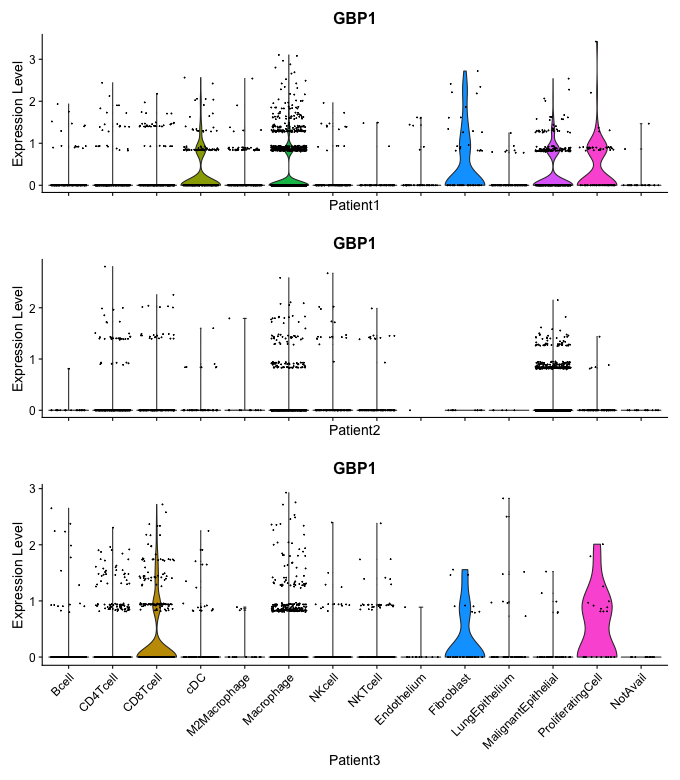 GBP1
Expression Level
3
2
1
0
Patient1
GBP1
Expression Level
2
1
0
Patient2
GBP1
Expression Level
3
2
1
0
Bcell
CD4Tcell
CD8Tcell
cDC
M2Macrophage
Macrophage
NKcell
NKTcell
Endothelium
Fibroblast
LungEpithelium
MalignantEpithelial
ProliferatingCell
NotAvail
Patient3